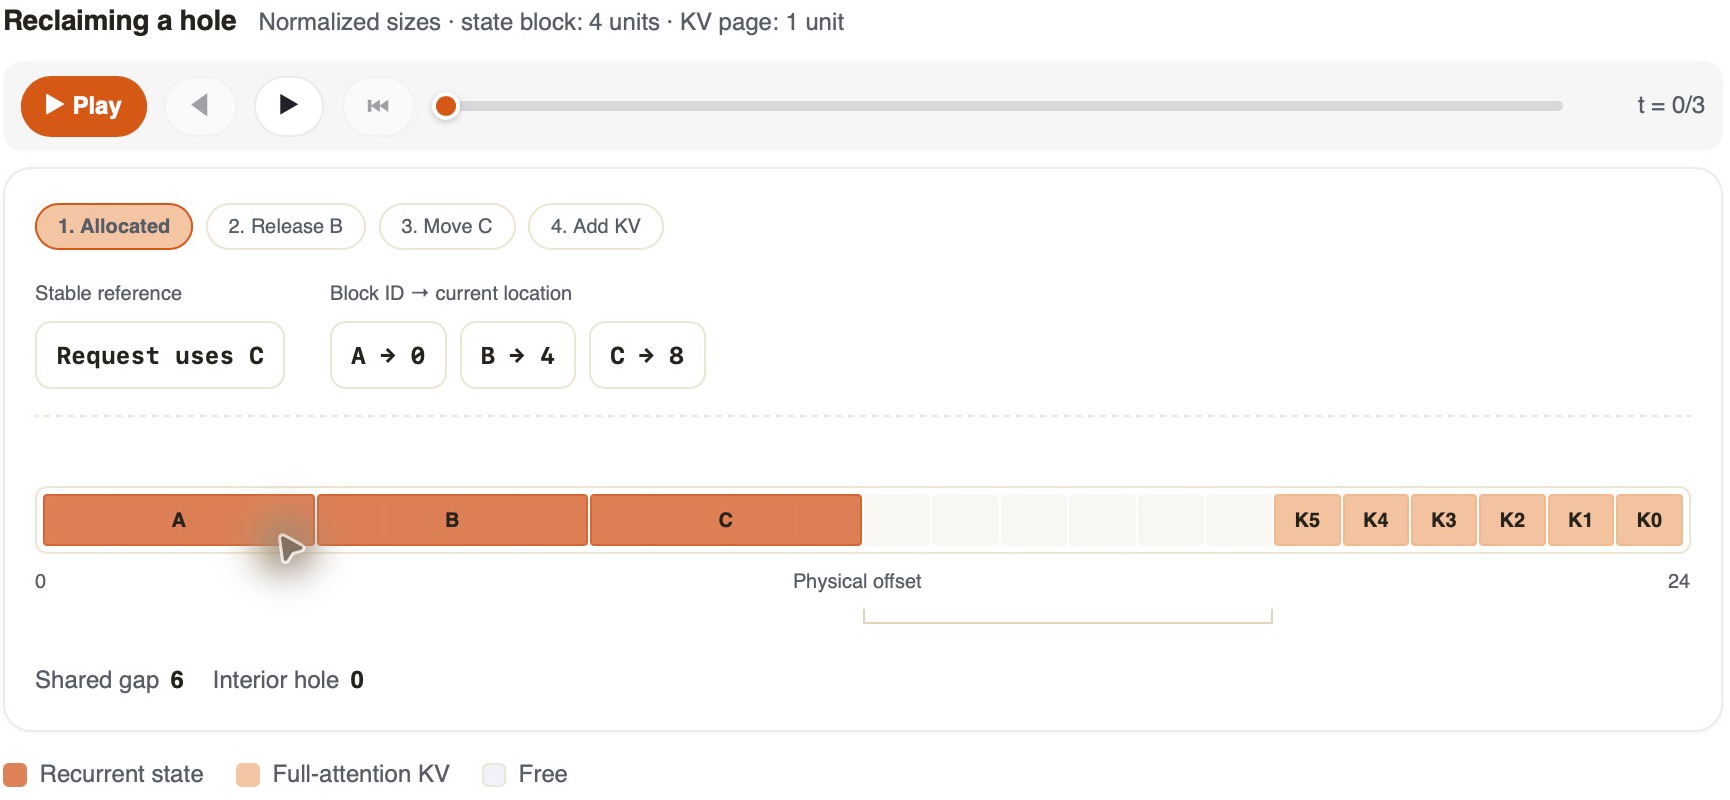 Reclaiming a hole Normalized sizes · state block: 4 units · KV page: 1 unit
Play t = 0/3
1. Allocated 2. Release B 3. Move C 4. Add KV
Stable reference Block ID → current location
Request uses C A → 0 B → 4 C → 8
A B C K5 K4 K3 K2 K1 K0
0 Physical offset 24
Shared gap 6 Interior hole 0
Recurrent state Full-attention KV Free